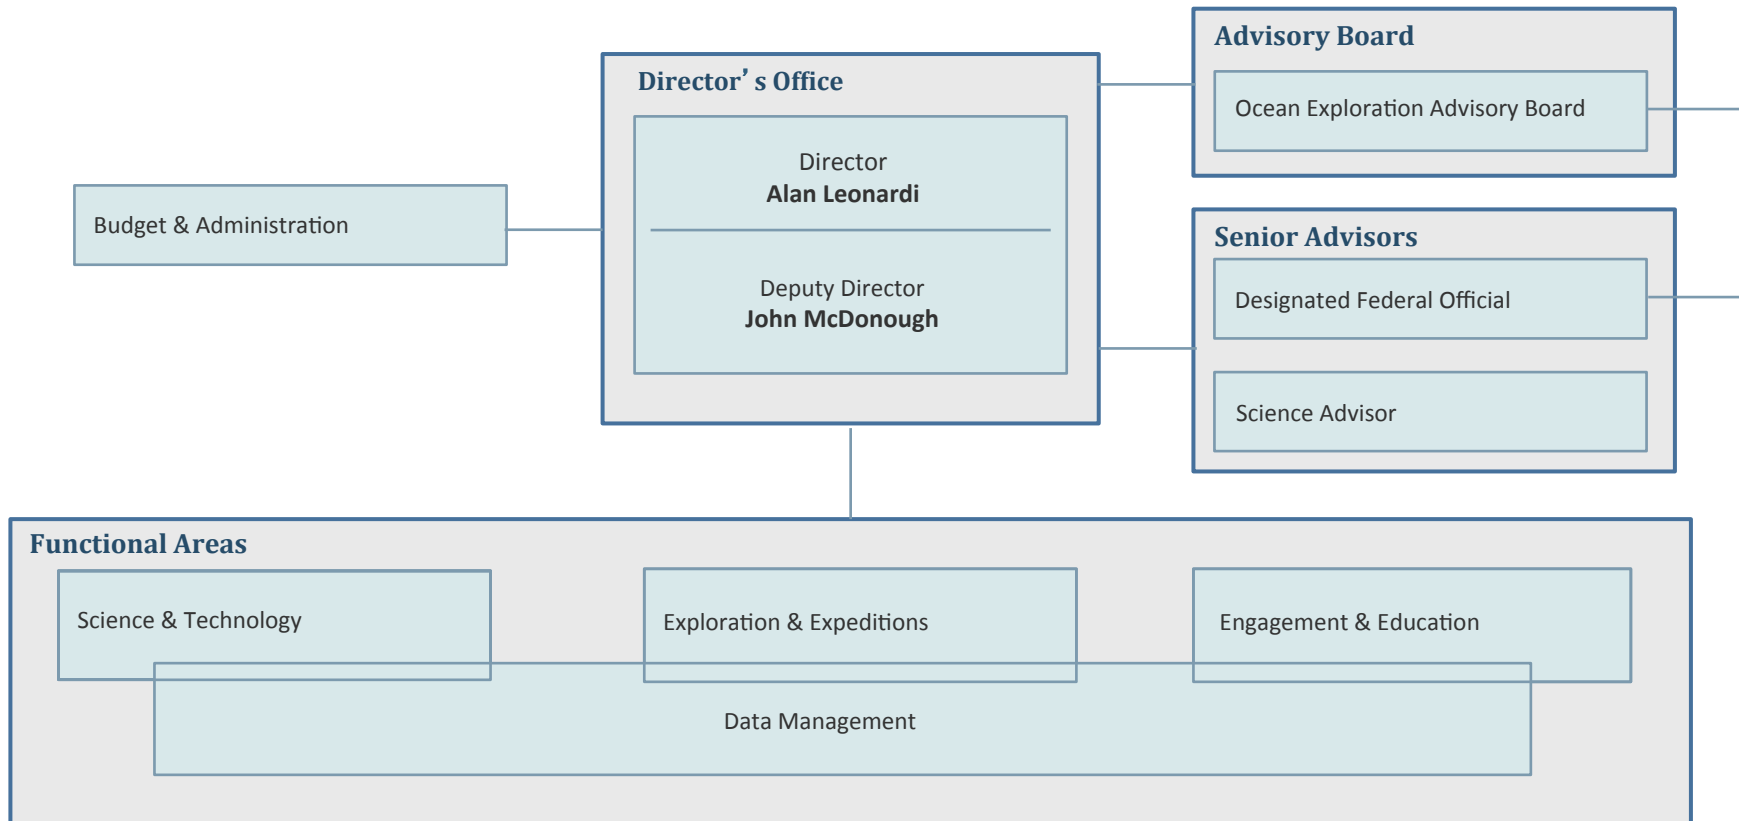 Advisory Board
Ocean Exploration Advisory Board
Director’s Office
Director
Alan Leonardi
Deputy Director
John McDonough
Budget & Administration
Senior Advisors
Designated Federal Official
Science Advisor
Functional Areas
Science & Technology
Exploration & Expeditions
Engagement & Education
Data Management